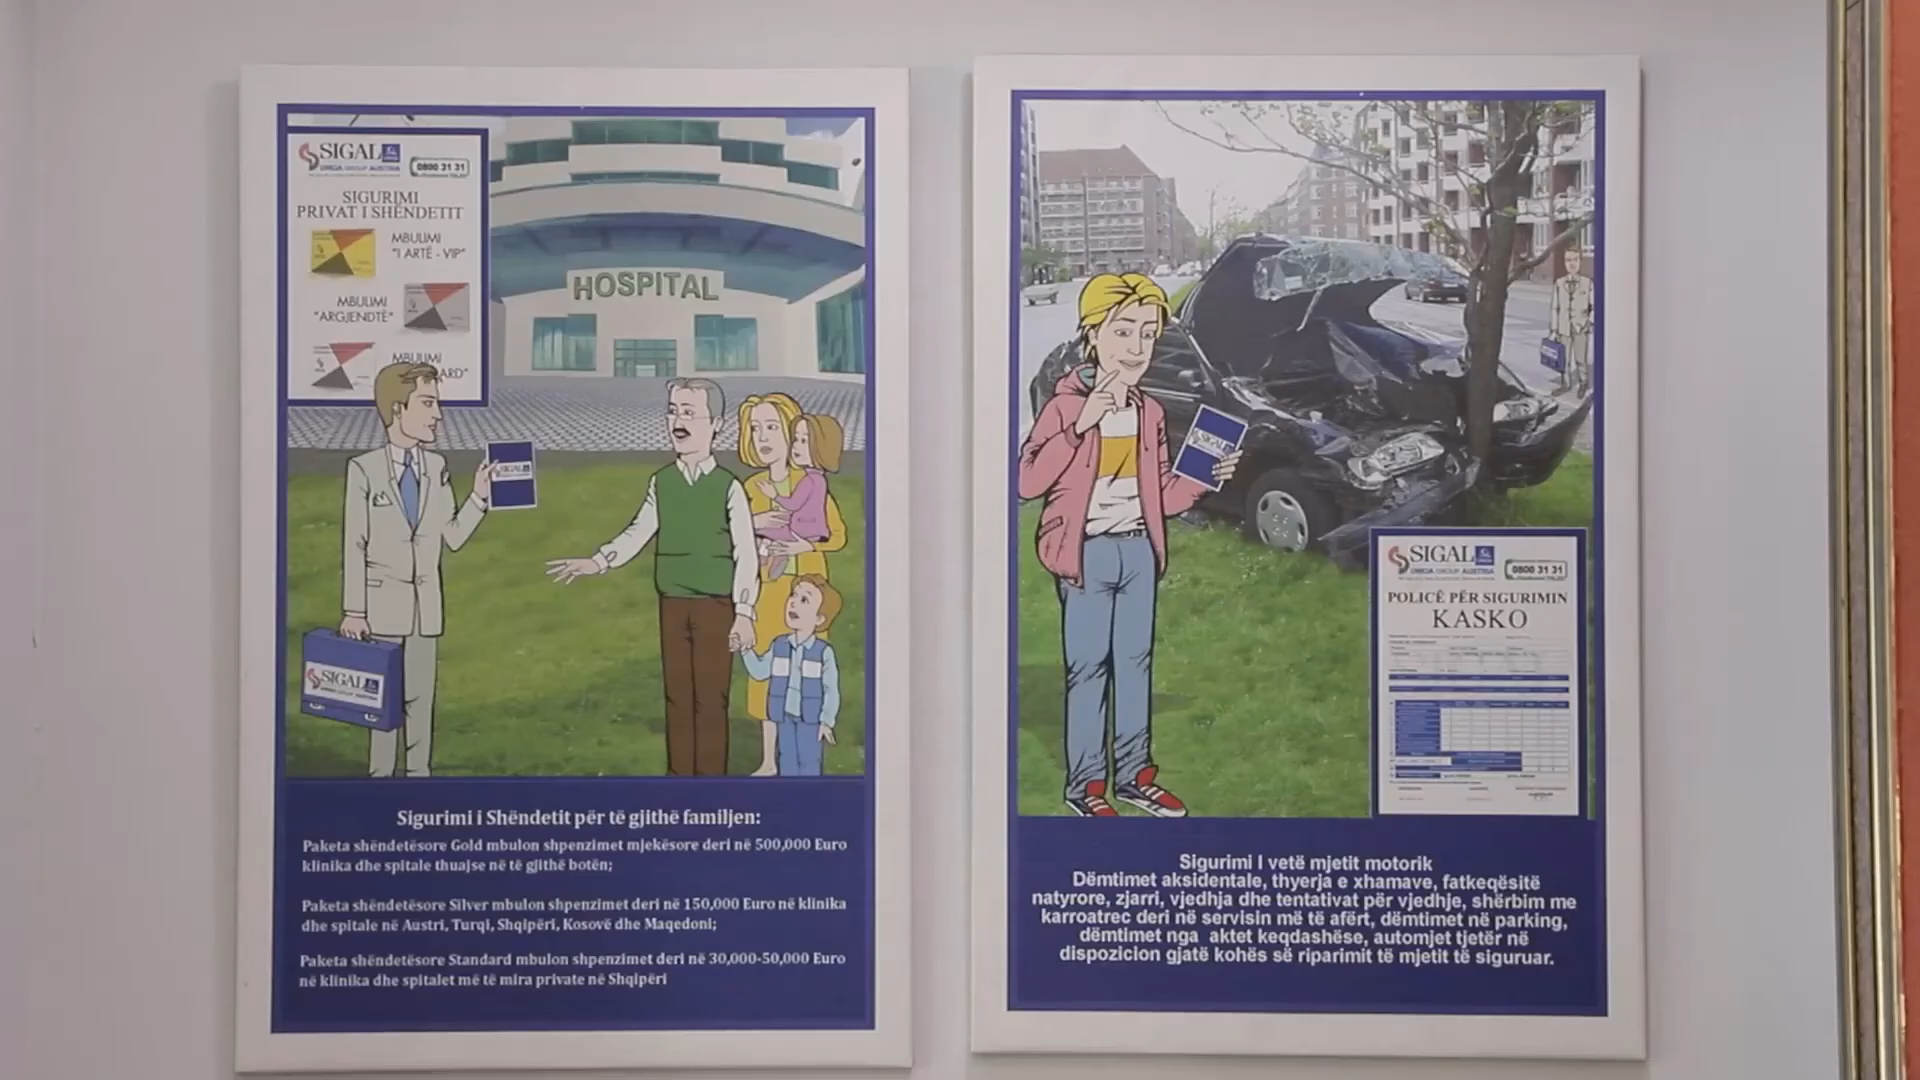 SIGAL
UNIQA GROUP AUSTRIA
0800 31 31
SIGURIMI
PRIVAT I SHËNDETIT
MBULIMI
"I ARTË - VIP"
MBULIMI
"ARGJENDTË"
MBULIMI
HOSPITAL
SIGAL
SIGAL
Sigurimi i Shëndetit për të gjithë familjen:
Paketa shëndetësore Gold mbulon shpenzimet mjekësore deri në 500,000 Euro
klinika dhe spitale thuajse në të gjithë botën;
Paketa shëndetësore Silver mbulon shpenzimet deri në 150,000 Euro në klinika
dhe spitale në Austri, Turqi, Shqipëri, Kosovë dhe Maqedoni;
Paketa shëndetësore Standard mbulon shpenzimet deri në 30,000-50,000 Euro
në klinika dhe spitalet më të mira private në Shqipëri
SIGAL
SIGAL
UNIQA GROUP AUSTRIA
0800 31 31
POLICË PËR SIGURIMIN
KASKO
Sigurimi I vetë mjetit motorik
Dëmtimet aksidentale, thyerja e xhamave, fatkeqësitë
natyrore, zjarri, vjedhja dhe tentativat për vjedhje, shërbim me
karroatrec deri në servisin më të afërt, dëmtimet në parking,
dëmtimet nga aktet keqdashëse, automjet tjetër në
dispozicion gjatë kohës së riparimit të mjetit të siguruar.